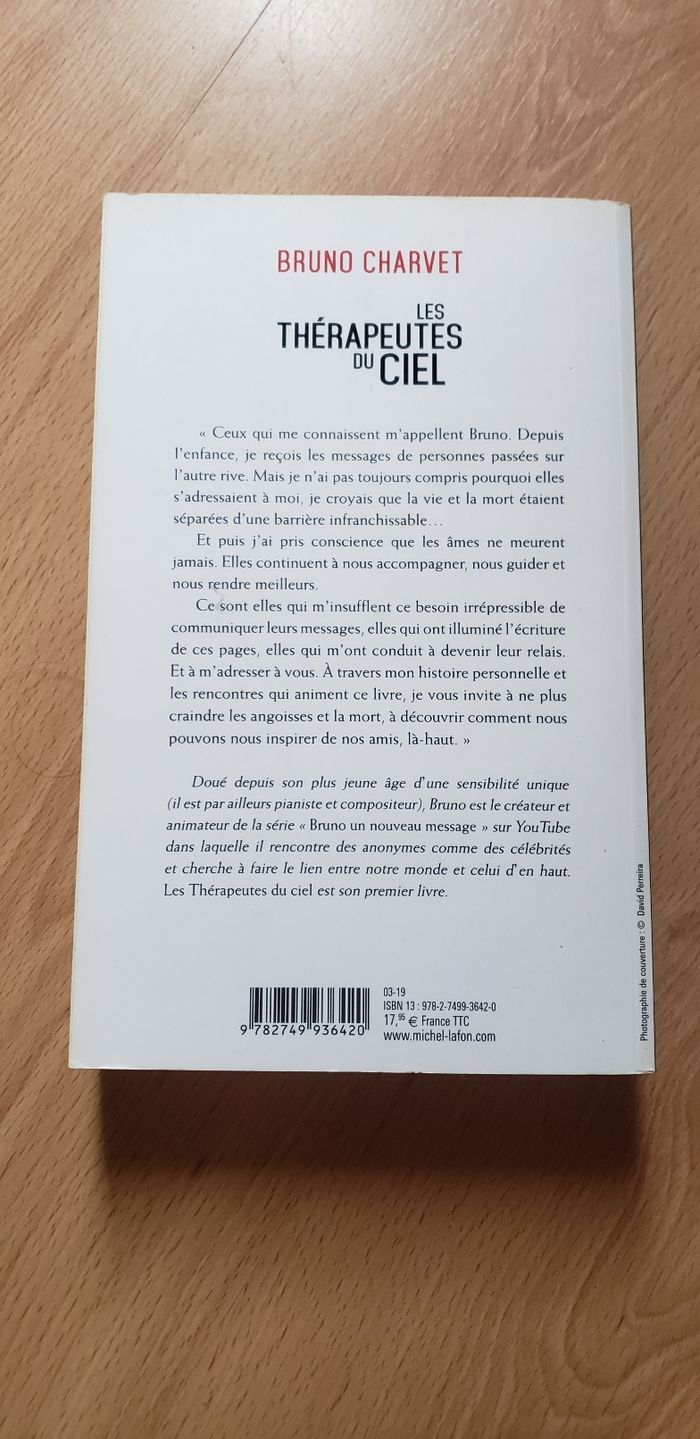 BRUNO CHARVET
LES
THÉRAPEUTES
DU CIEL
« Ceux qui me connaissent m'appellent Bruno. Depuis
l'enfance, je reçois les messages de personnes passées sur
l'autre rive. Mais je n'ai pas toujours compris pourquoi elles
s'adressaient à moi, je croyais que la vie et la mort étaient
séparées d'une barrière infranchissable...
Et puis j'ai pris conscience que les âmes ne meurent
jamais. Elles continuent à nous accompagner, nous guider et
nous rendre meilleurs.
Ce sont elles qui m'insufflent ce besoin irrépressible de
communiquer leurs messages, elles qui ont illuminé l'écriture
de ces pages, elles qui m'ont conduit à devenir leur relais.
Et à m'adresser à vous. À travers mon histoire personnelle et
les rencontres qui animent ce livre, je vous invite à ne plus
craindre les angoisses et la mort, à découvrir comment nous
pouvons nous inspirer de nos amis, là-haut. »
Doué depuis son plus jeune âge d'une sensibilité unique
(il est par ailleurs pianiste et compositeur), Bruno est le créateur et
animateur de la série « Bruno un nouveau message » sur YouTube
dans laquelle il rencontre des anonymes comme des célébrités
et cherche à faire le lien entre notre monde et celui d'en haut.
Les Thérapeutes du ciel est son premier livre.
03-19
ISBN 13 : 978-2-7499-3642-0
17,95 € France TTC
www.michel-lafon.com
9 782749 936420
Photographie de couverture : © David Perreira